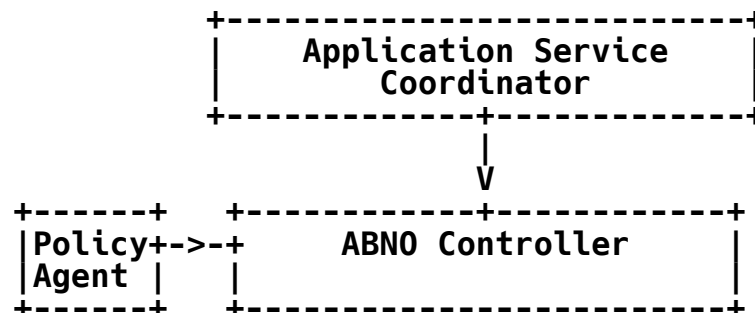 +---------------------------+
|    Application Service    |
|        Coordinator        |
+-------------+-------------+
|
V
+------+   +------------+------------+
|Policy+->-+     ABNO Controller     |
|Agent |   |                         |
+------+   +-------------------------+